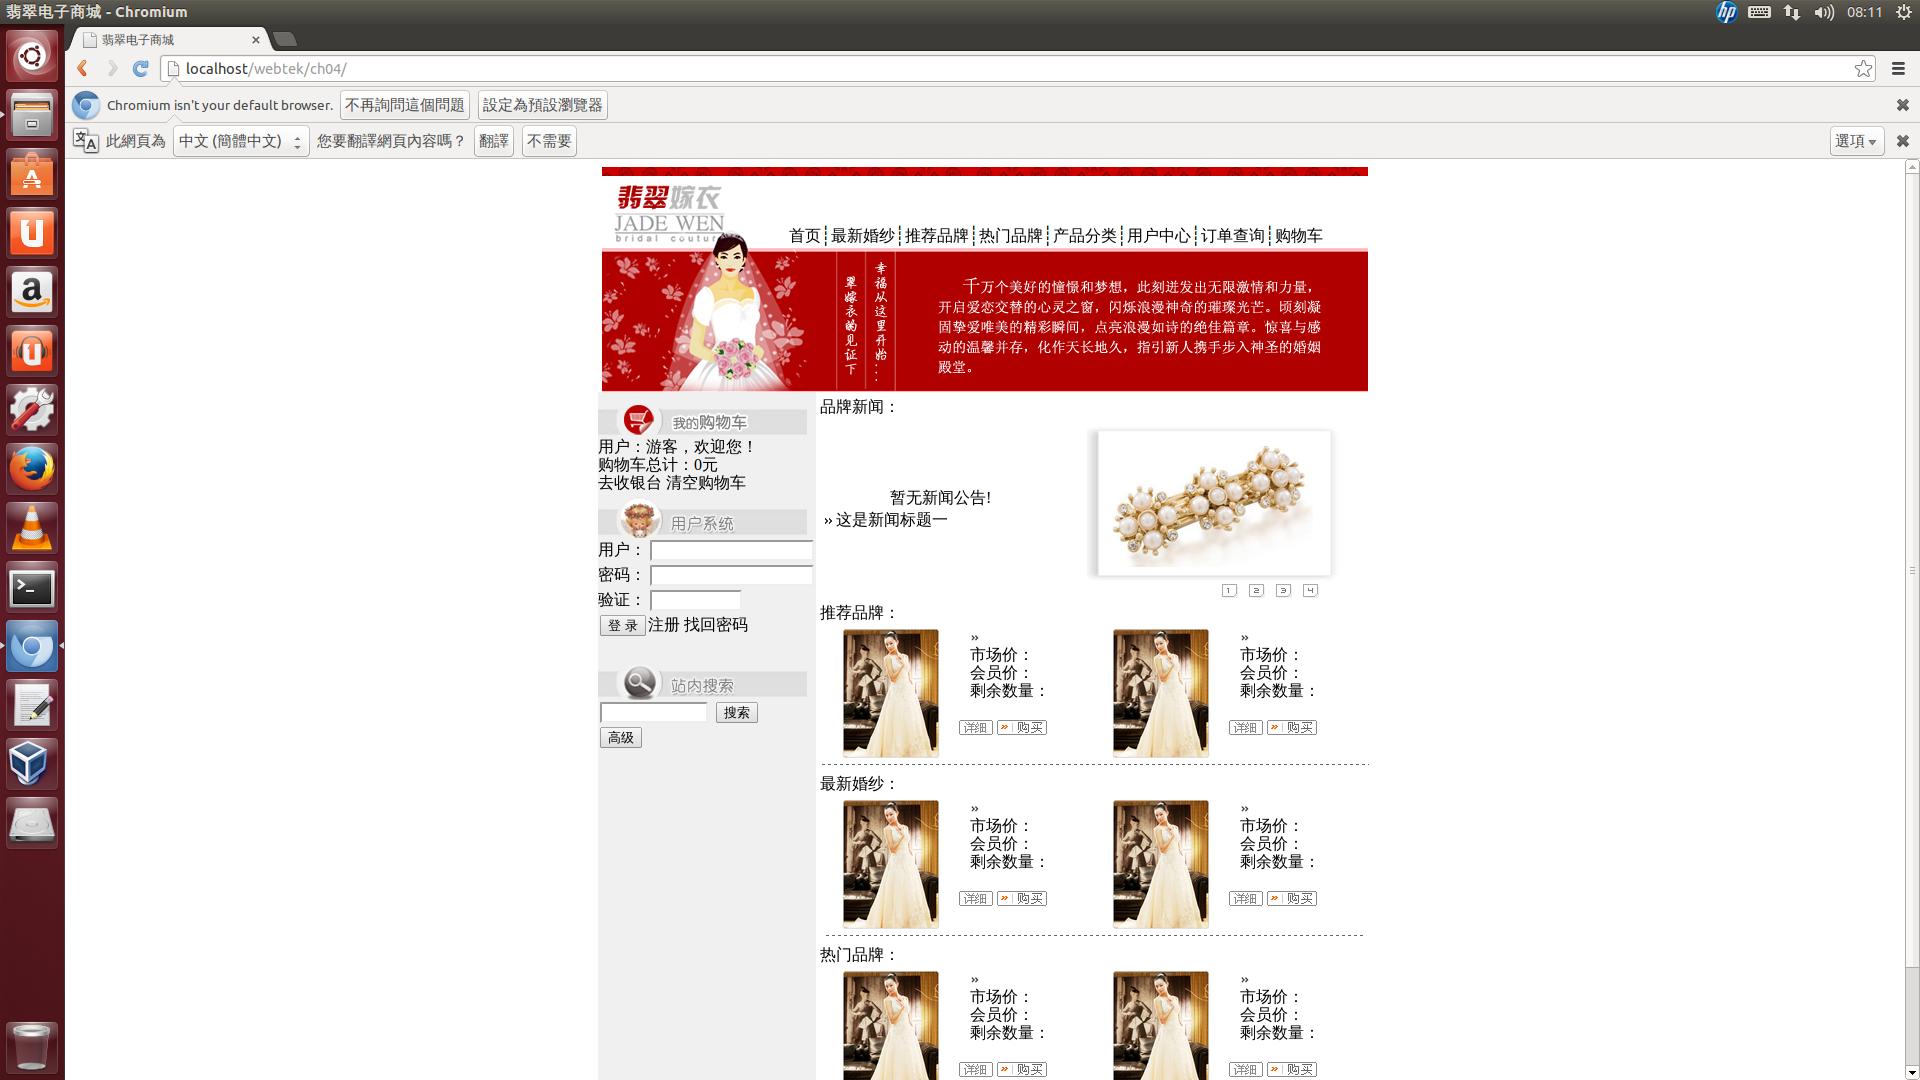 翡翠电子商城 - Chromium
08:11
翡翠电子商城
localhost/webtek/ch04/
Chromium isn't your default browser. 不再詢問這個問題 設定為預設瀏覽器
此網頁為 中文 (簡體中文) 您要翻譯網頁內容嗎？ 翻譯 不需要 選項
翡翠嫁衣
JADE WEN
bridal couture
首页 最新婚纱 推荐品牌 热门品牌 产品分类 用户中心 订单查询 购物车
幸福从这里开始...
翠嫁衣的见证下
千万个美好的憧憬和梦想，此刻迸发出无限激情和力量，
开启爱恋交替的心灵之窗，闪烁浪漫神奇的璀璨光芒。顷刻凝
固挚爱唯美的精彩瞬间，点亮浪漫如诗的绝佳篇章。惊喜与感
动的温馨并存，化作天长地久，指引新人携手步入神圣的婚姻
殿堂。
我的购物车
用户：游客，欢迎您！
购物车总计：0元
去收银台 清空购物车
用户系统
用户：
密码：
验证：
登 录 注册 找回密码
站内搜索
搜索
高级
品牌新闻：
暂无新闻公告!
›› 这是新闻标题一
1 2 3 4
推荐品牌：
››
市场价：
会员价：
剩余数量：
详细 » 购买
››
市场价：
会员价：
剩余数量：
详细 » 购买
最新婚纱：
››
市场价：
会员价：
剩余数量：
详细 » 购买
››
市场价：
会员价：
剩余数量：
详细 » 购买
热门品牌：
››
市场价：
会员价：
剩余数量：
详细 » 购买
››
市场价：
会员价：
剩余数量：
详细 » 购买